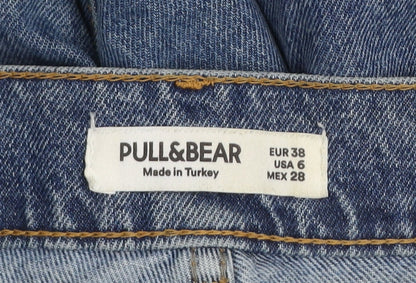 PULL&BEAR
Made in Turkey
EUR 38
USA 6
MEX 28